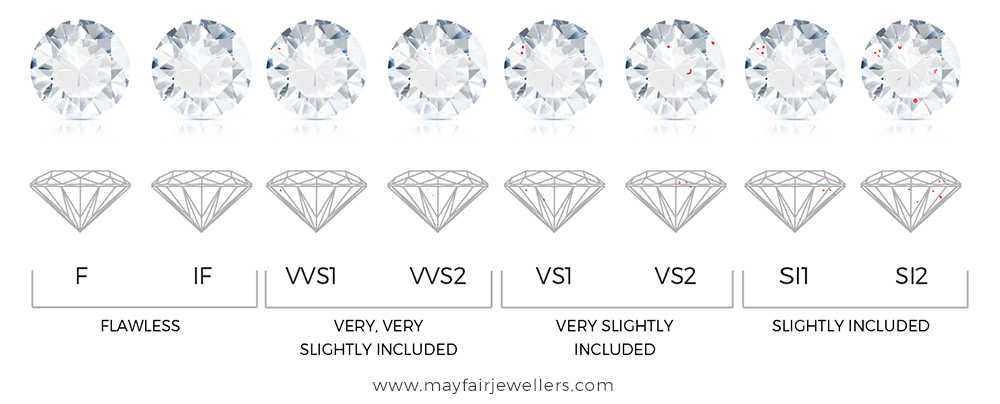 F IF VVS1 VVS2 VS1 VS2 SI1 SI2
FLAWLESS
VERY, VERY
SLIGHTLY INCLUDED
VERY SLIGHTLY
INCLUDED
SLIGHTLY INCLUDED
www.mayfairjewellers.com